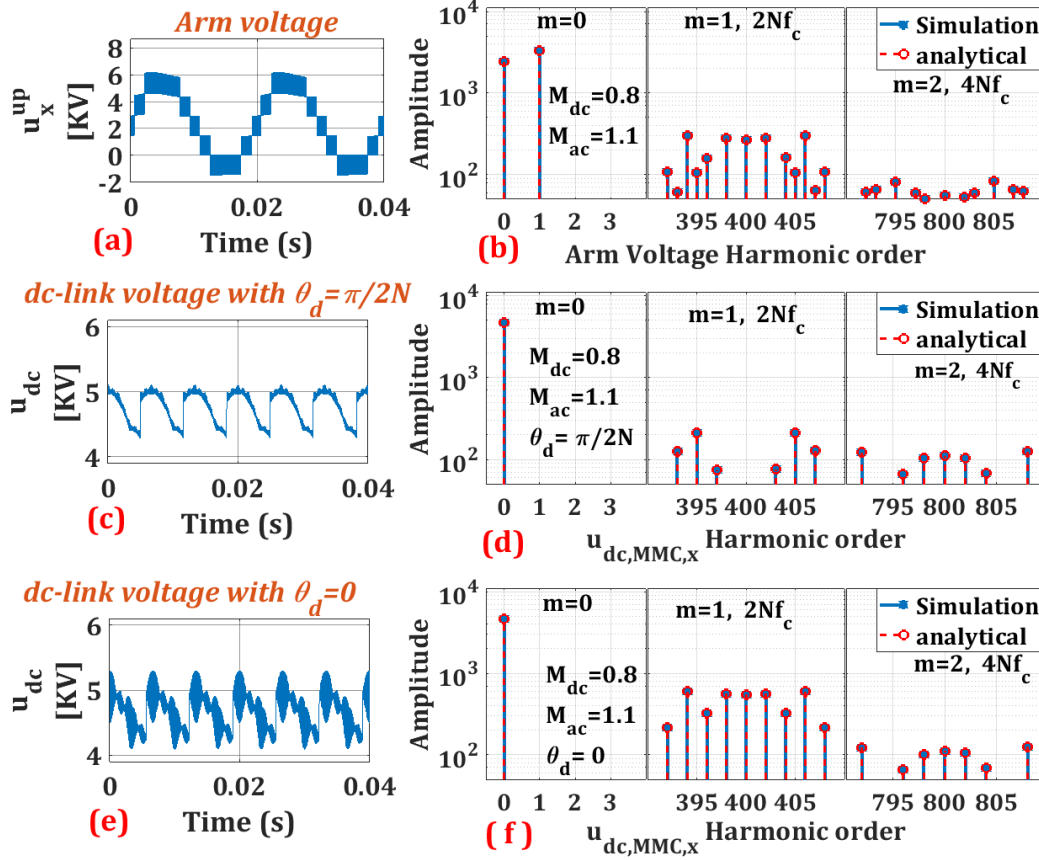 Arm voltage
u_x^up
[KV]
8
6
4
2
0
-2
0
0.02
0.04
(a)
Time (s)
Amplitude
10^4
10^3
10^2
m=0
M_dc=0.8
M_ac=1.1
m=1, 2Nf_c
Simulation
analytical
m=2, 4Nf_c
0 1 2 3
395 400 405
795 800 805
(b)
Arm Voltage Harmonic order
dc-link voltage with θ_d=π/2N
u_dc
[KV]
6
5
4
0
0.02
0.04
(c)
Time (s)
Amplitude
10^4
10^3
10^2
m=0
M_dc=0.8
M_ac=1.1
θ_d= π/2N
m=1, 2Nf_c
Simulation
analytical
m=2, 4Nf_c
0 1 2 3
395 400 405
795 800 805
(d)
u_dc,MMC,x Harmonic order
dc-link voltage with θ_d=0
u_dc
[KV]
6
5
4
0
0.02
0.04
(e)
Time (s)
Amplitude
10^4
10^3
10^2
m=0
M_dc=0.8
M_ac=1.1
θ_d= 0
m=1, 2Nf_c
Simulation
analytical
m=2, 4Nf_c
0 1 2 3
395 400 405
795 800 805
( f )
u_dc,MMC,x Harmonic order